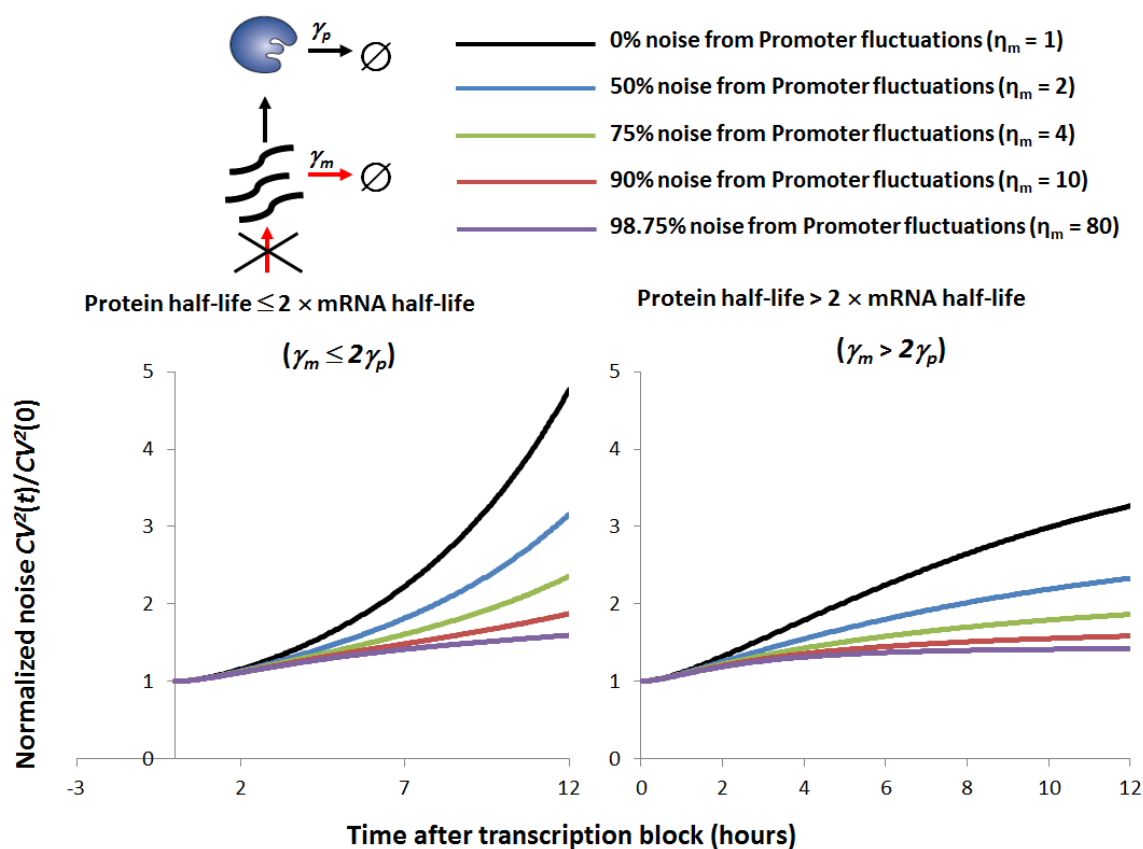 γp
∅
γm
∅
0% noise from Promoter fluctuations (ηm = 1)
50% noise from Promoter fluctuations (ηm = 2)
75% noise from Promoter fluctuations (ηm = 4)
90% noise from Promoter fluctuations (ηm = 10)
98.75% noise from Promoter fluctuations (ηm = 80)
Protein half-life ≤ 2 × mRNA half-life
(γm ≤ 2γp)
Protein half-life > 2 × mRNA half-life
(γm > 2γp)
Normalized noise CV²(t)/CV²(0)
5
4
3
2
1
0
-3 2 7 12
5
4
3
2
1
0
0 2 4 6 8 10 12
Time after transcription block (hours)